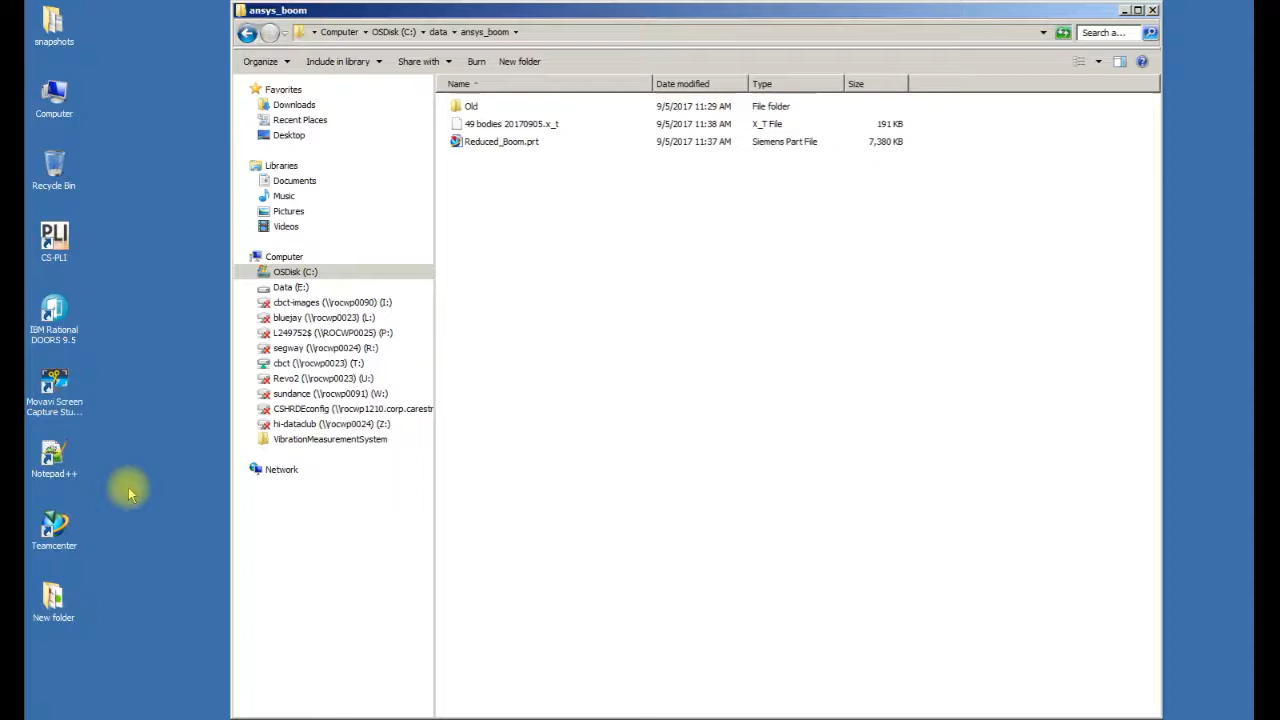 snapshots
Computer
Recycle Bin
PLI
CS-PLI
IBM Rational
DOORS 9.5
Movavi Screen
Capture Stu...
Notepad++
Teamcenter
New folder
ansys_boom
Computer OSDisk (C:) data ansys_boom Search a...
Organize Include in library Share with Burn New folder
Name Date modified Type Size
Old 9/5/2017 11:29 AM File folder
49 bodies 20170905.x_t 9/5/2017 11:38 AM X_T File 191 KB
Reduced_Boom.prt 9/5/2017 11:37 AM Siemens Part File 7,380 KB
Favorites
Downloads
Recent Places
Desktop
Libraries
Documents
Music
Pictures
Videos
Computer
OSDisk (C:)
Data (E:)
cbct-images (\\rocwp0090) (I:)
bluejay (\\rocwp0023) (L:)
L249752$ (\\ROCWP0025) (P:)
segway (\\rocwp0024) (R:)
cbct (\\rocwp0023) (T:)
Revo2 (\\rocwp0023) (U:)
sundance (\\rocwp0091) (W:)
CSHRDEconfig (\\rocwp1210.corp.carestr
hi-dataclub (\\rocwp0024) (Z:)
VibrationMeasurementSystem
Network